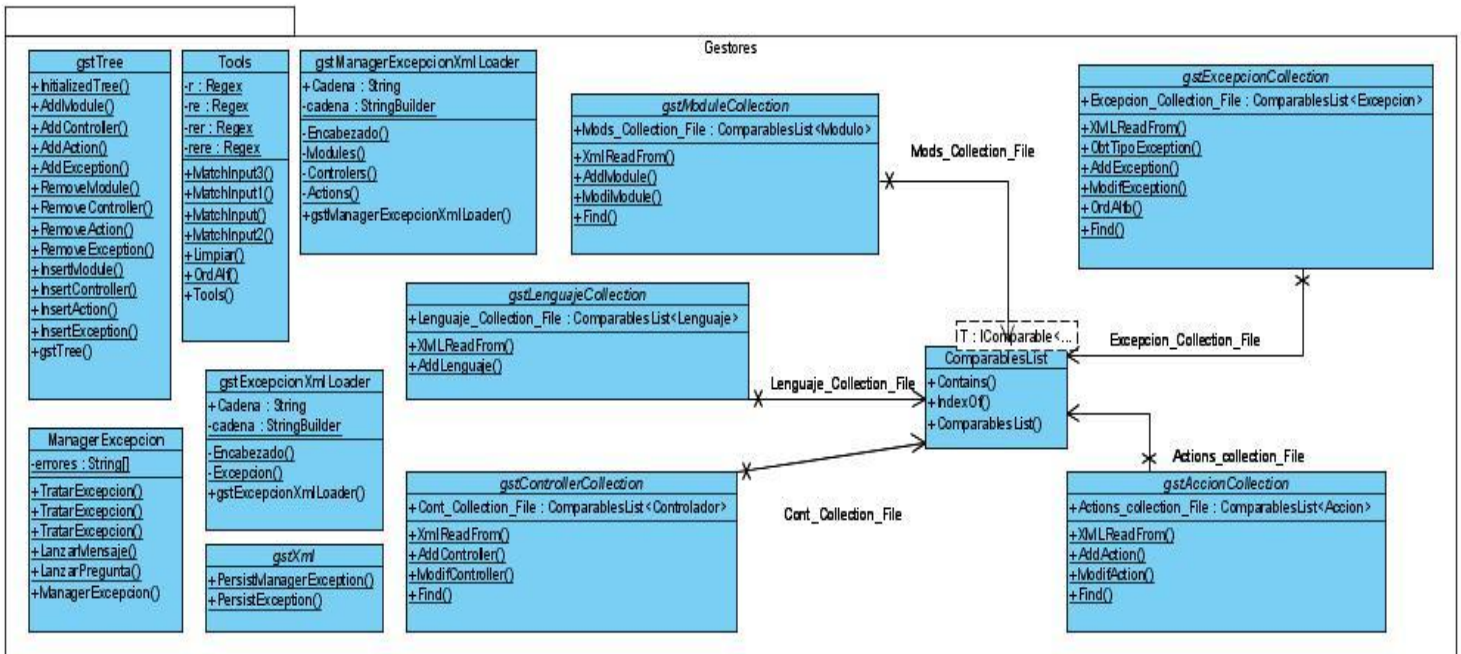 Gestores
gstTree
+InitializedTree()
+AddModule()
+AddController()
+AddAction()
+AddException()
+RemoveModule()
+RemoveController()
+RemoveAction()
+RemoveException()
+InsertModule()
+InsertController()
+InsertAction()
+InsertException()
+gstTree()
Tools
-r : Regex
-re : Regex
-rer : Regex
-rere : Regex
+MatchInput3()
+MatchInput1()
+MatchInput()
+MatchInput2()
+Limpiar()
+OrdAlf()
+Tools()
gstManagerExcepcionXmlLoader
+Cadena : String
-cadena : StringBuilder
-Encabezado()
-Modules()
-Controlers()
-Actions()
+gstManagerExcepcionXmlLoader()
gstModuleCollection
+Mods_Collection_File : ComparablesList<Modulo>
+XmlReadFrom()
+AddModule()
+ModiModule()
+Find()
Mods_Collection_File
gstExcepcionCollection
+Excepcion_Collection_File : ComparablesList<Excepcion>
+XMLReadFrom()
+ObtTipoException()
+AddException()
+ModifException()
+OrdAlfb()
+Find()
Excepcion_Collection_File
gstLenguajeCollection
+Lenguaje_Collection_File : ComparablesList<Lenguaje>
+XMLReadFrom()
+AddLenguaje()
Lenguaje_Collection_File
T : IComparable<...
ComparablesList
+Contains()
+IndexOf()
+ComparablesList()
ManagerExcepcion
-errores : String[]
+TratarExcepcion()
+TratarExcepcion()
+TratarExcepcion()
+LanzarMensaje()
+LanzarPregunta()
+ManagerExcepcion()
gstExcepcionXmlLoader
+Cadena : String
-cadena : StringBuilder
-Encabezado()
-Excepcion()
+gstExcepcionXmlLoader()
gstXml
+PersistManagerException()
+PersistException()
gstControllerCollection
+Cont_Collection_File : ComparablesList<Controlador>
+XmlReadFrom()
+AddController()
+ModifController()
+Find()
Cont_Collection_File
Actions_collection_File
gstAccionCollection
+Actions_collection_File : ComparablesList<Accion>
+XMLReadFrom()
+AddAction()
+ModifAction()
+Find()